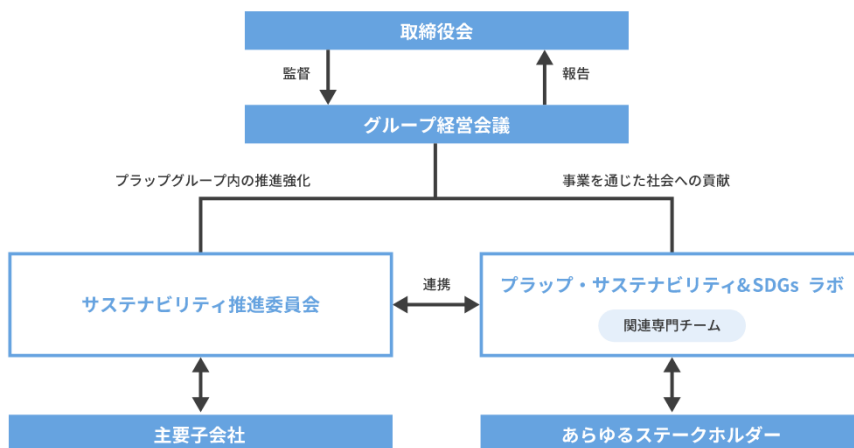 取締役会
監督
報告
グループ経営会議
プラップグループ内の推進強化
事業を通じた社会への貢献
サステナビリティ推進委員会
連携
プラップ・サステナビリティ&SDGs ラボ
関連専門チーム
主要子会社
あらゆるステークホルダー